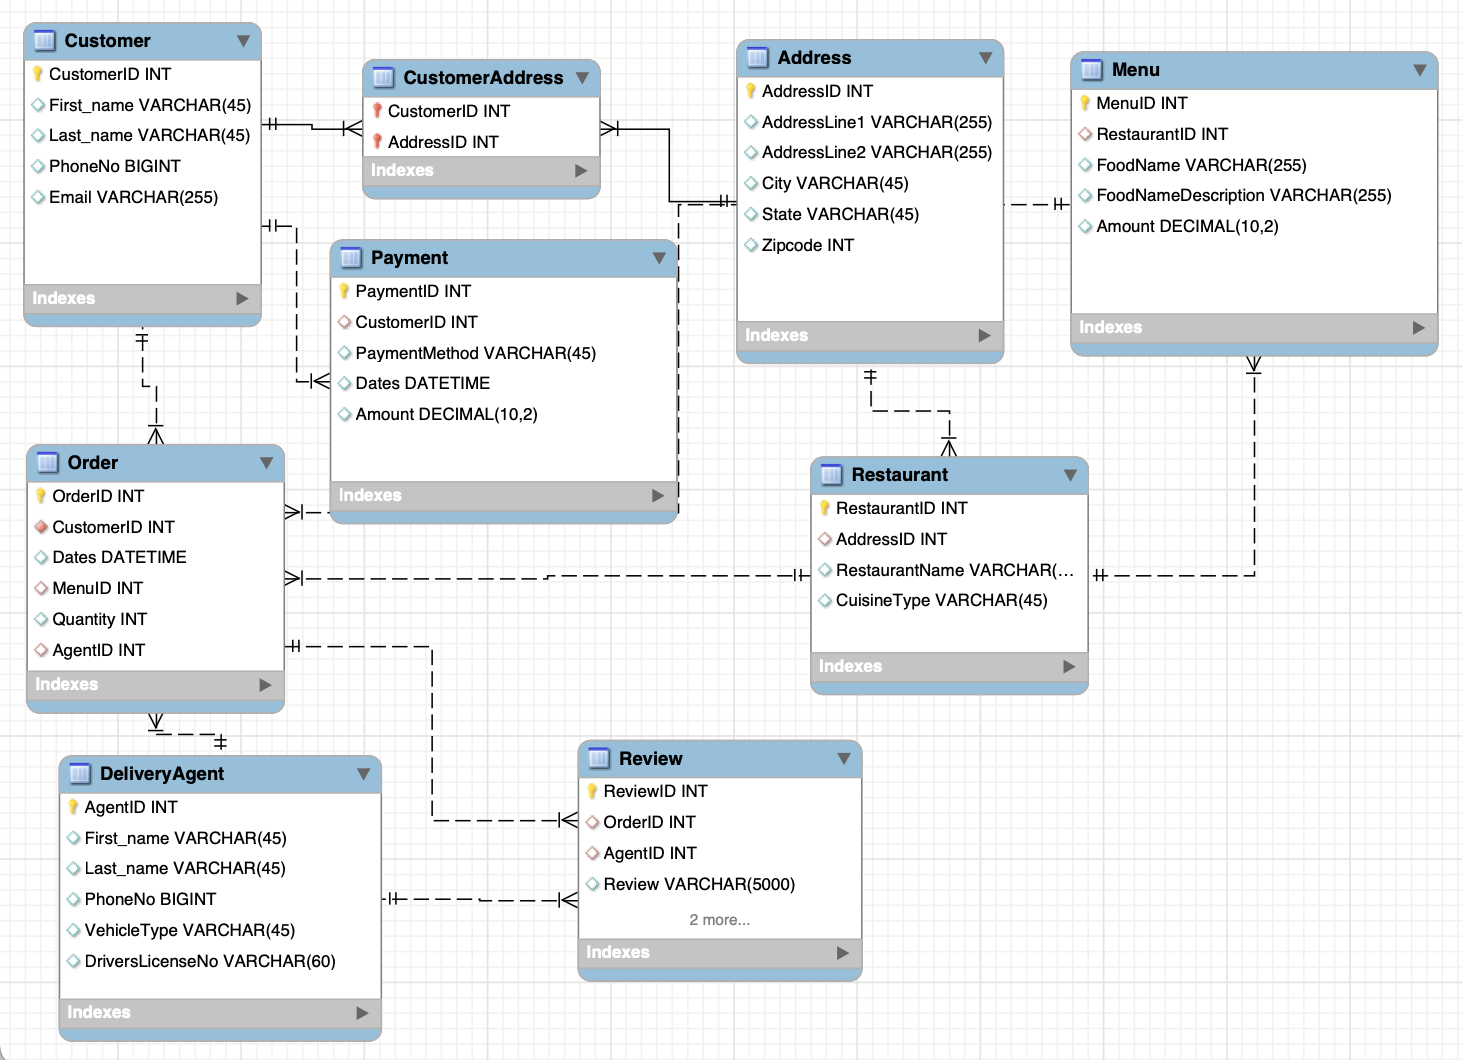 Customer
CustomerID INT
First_name VARCHAR(45)
Last_name VARCHAR(45)
PhoneNo BIGINT
Email VARCHAR(255)
Indexes
CustomerAddress
CustomerID INT
AddressID INT
Indexes
Address
AddressID INT
AddressLine1 VARCHAR(255)
AddressLine2 VARCHAR(255)
City VARCHAR(45)
State VARCHAR(45)
Zipcode INT
Indexes
Menu
MenuID INT
RestaurantID INT
FoodName VARCHAR(255)
FoodNameDescription VARCHAR(255)
Amount DECIMAL(10,2)
Indexes
Payment
PaymentID INT
CustomerID INT
PaymentMethod VARCHAR(45)
Dates DATETIME
Amount DECIMAL(10,2)
Indexes
Order
OrderID INT
CustomerID INT
Dates DATETIME
MenuID INT
Quantity INT
AgentID INT
Indexes
Restaurant
RestaurantID INT
AddressID INT
RestaurantName VARCHAR(...
CuisineType VARCHAR(45)
Indexes
DeliveryAgent
AgentID INT
First_name VARCHAR(45)
Last_name VARCHAR(45)
PhoneNo BIGINT
VehicleType VARCHAR(45)
DriversLicenseNo VARCHAR(60)
Indexes
Review
ReviewID INT
OrderID INT
AgentID INT
Review VARCHAR(5000)
2 more...
Indexes